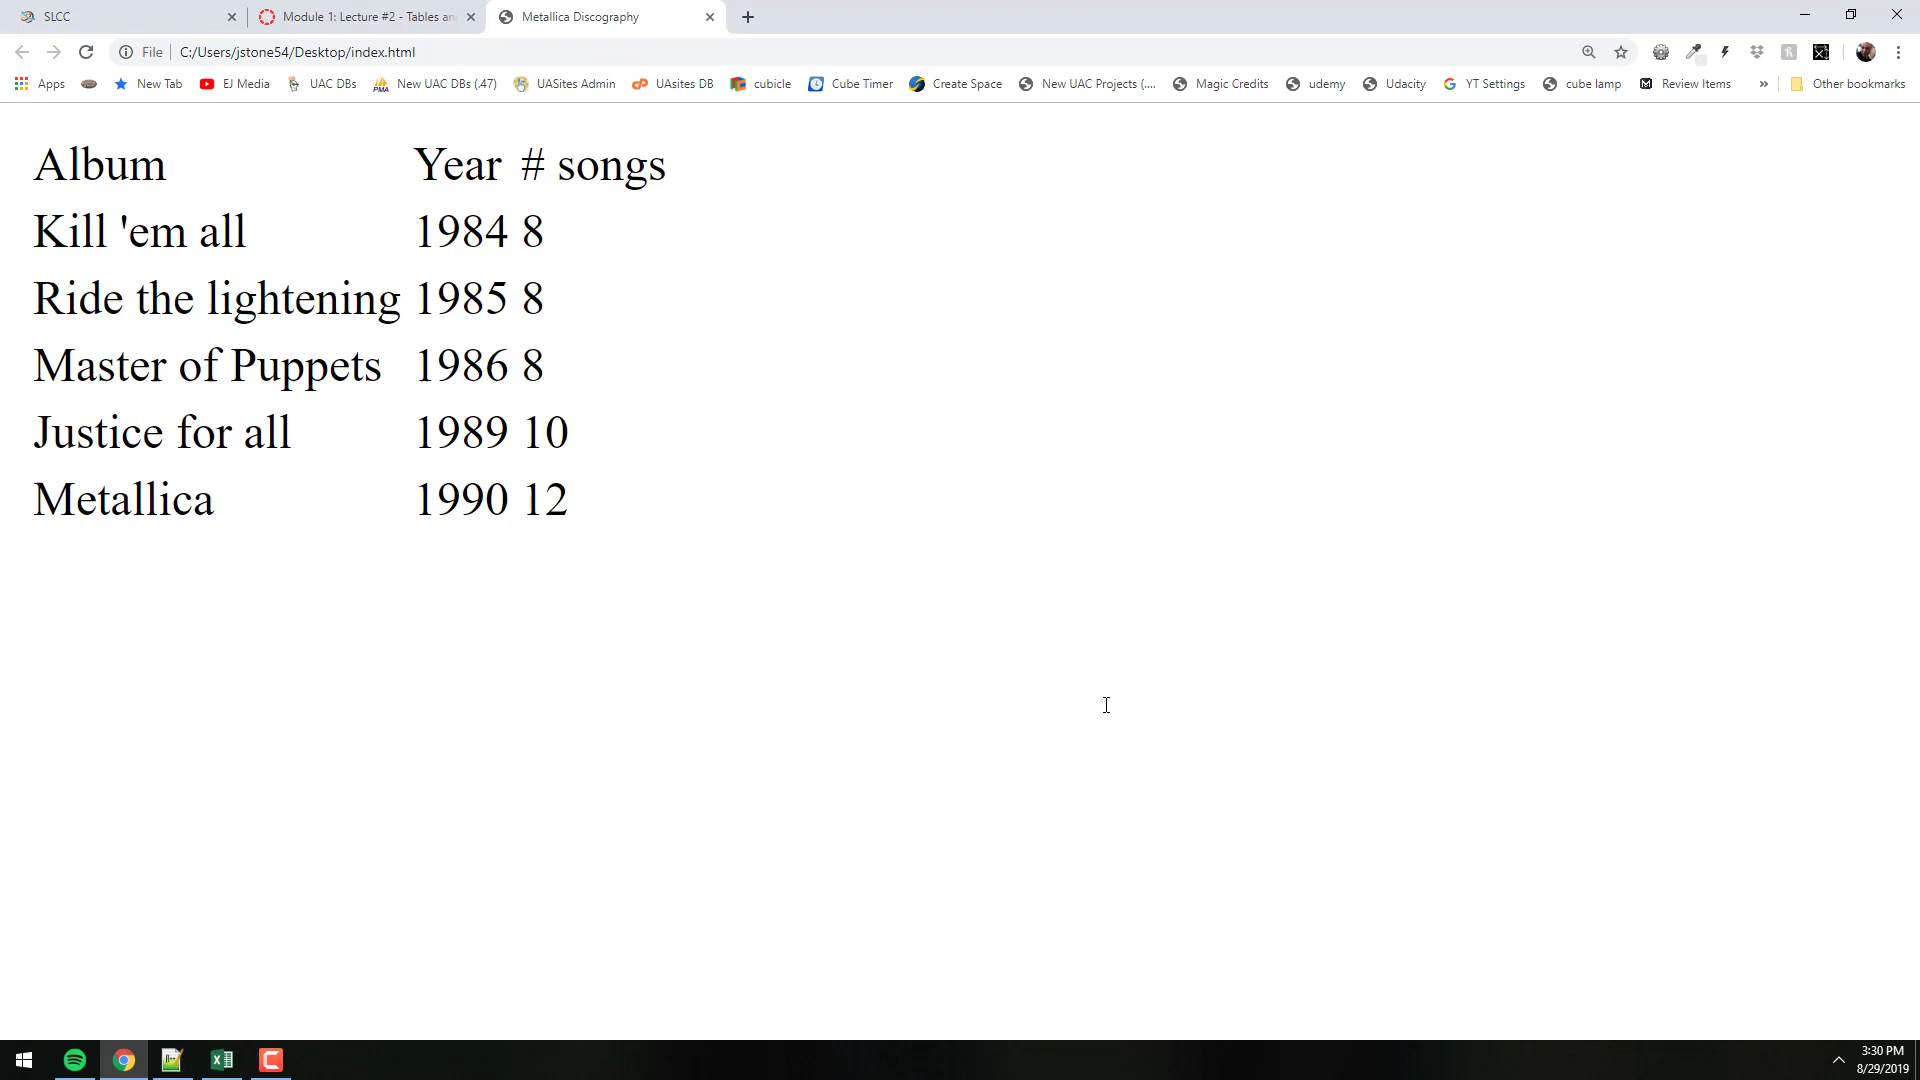 SLCC
Module 1: Lecture #2 - Tables an
Metallica Discography
File C:/Users/jstone54/Desktop/index.html
Apps New Tab EJ Media UAC DBs PMA New UAC DBs (.47) UASites Admin UAsites DB cubicle Cube Timer Create Space New UAC Projects (.... Magic Credits udemy Udacity YT Settings cube lamp Review Items » Other bookmarks
Album Year # songs
Kill 'em all 1984 8
Ride the lightening 1985 8
Master of Puppets 1986 8
Justice for all 1989 10
Metallica 1990 12
3:30 PM
8/29/2019